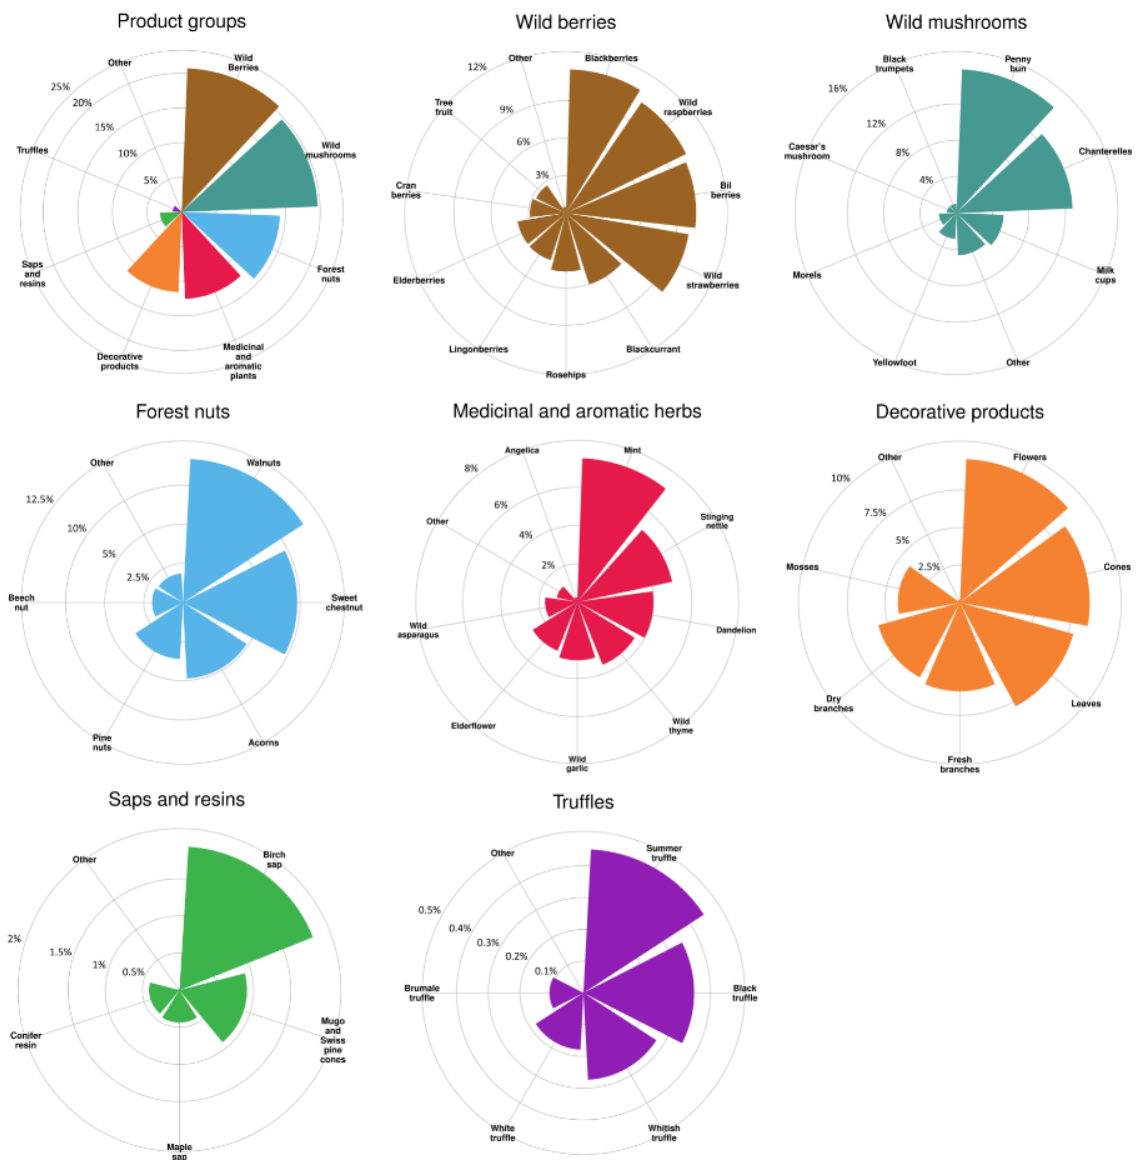 Product groups
Other
Wild
Berries
25%
20%
15%
10%
5%
Truffles
Wild
mushrooms
Saps
and
resins
Forest
nuts
Decorative
products
Medicinal
and
aromatic
plants
Wild berries
Other
Blackberries
12%
9%
6%
3%
Tree
fruit
Wild
raspberries
Cran
berries
Bil
berries
Elderberries
Wild
strawberries
Lingonberries
Blackcurrant
Rosehips
Wild mushrooms
Black
trumpets
Penny
bun
16%
12%
8%
4%
Caesar's
mushroom
Chanterelles
Morels
Milk
cups
Yellowfoot
Other
Forest nuts
Other
Walnuts
12.5%
10%
5%
2.5%
Beech
nut
Sweet
chestnut
Pine
nuts
Acorns
Medicinal and aromatic herbs
Angelica
Mint
8%
6%
4%
2%
Other
Stinging
nettle
Wild
asparagus
Dandelion
Elderflower
Wild
thyme
Wild
garlic
Decorative products
Other
Flowers
10%
7.5%
5%
2.5%
Mosses
Cones
Dry
branches
Leaves
Fresh
branches
Saps and resins
Other
Birch
sap
2%
1.5%
1%
0.5%
Conifer
resin
Mugo
and
Swiss
pine
cones
Maple
sap
Truffles
Other
Summer
truffle
0.5%
0.4%
0.3%
0.2%
0.1%
Brumale
truffle
Black
truffle
White
truffle
Whitish
truffle